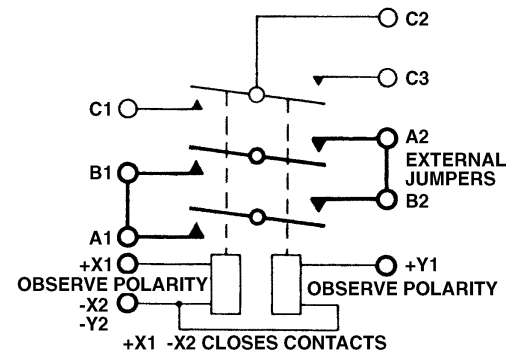 C2
C3
C1
A2
EXTERNAL
JUMPERS
B1
B2
A1
+X1
+Y1
OBSERVE POLARITY
OBSERVE POLARITY
-X2
-Y2
+X1 -X2 CLOSES CONTACTS